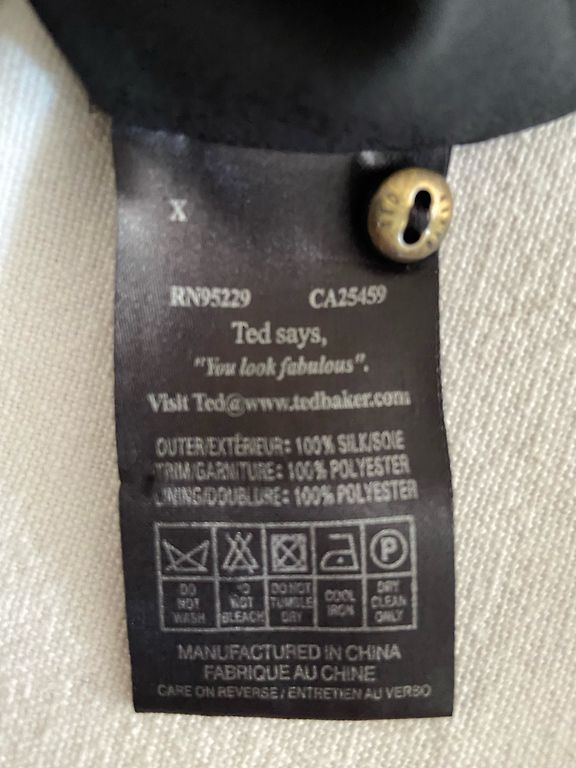 X
TED
RN95229 CA25459
Ted says,
"You look fabulous".
Visit Ted@www.tedbaker.com
OUTER/EXTÉRIEUR: 100% SILK/SOIE
TRIM/GARNITURE: 100% POLYESTER
LINING/DOUBLURE: 100% POLYESTER
P
DO NOT WASH
DO NOT BLEACH
DO NOT TUMBLE DRY
COOL IRON
DRY CLEAN ONLY
MANUFACTURED IN CHINA
FABRIQUE AU CHINE
CARE ON REVERSE / ENTRETIEN AU VERSO